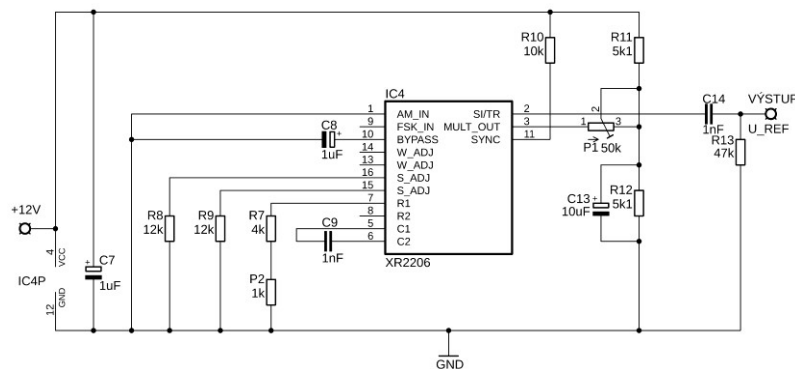 R10
10k
R11
5k1
IC4
1 AM_IN SI/TR 2
9 FSK_IN MULT_OUT 3
10 BYPASS SYNC 11
14 W_ADJ
13 W_ADJ
16 S_ADJ
15 S_ADJ
7 R1
8 R2
5 C1
6 C2
XR2206
C8
+
1uF
2
1 3
P1 50k
C14
1nF
VÝSTUP
U_REF
R13
47k
C13
+
10uF
R12
5k1
+12V
4 VCC
IC4P
12 GND
C7
+
1uF
R8
12k
R9
12k
R7
4k
C9
1nF
P2
1k
GND